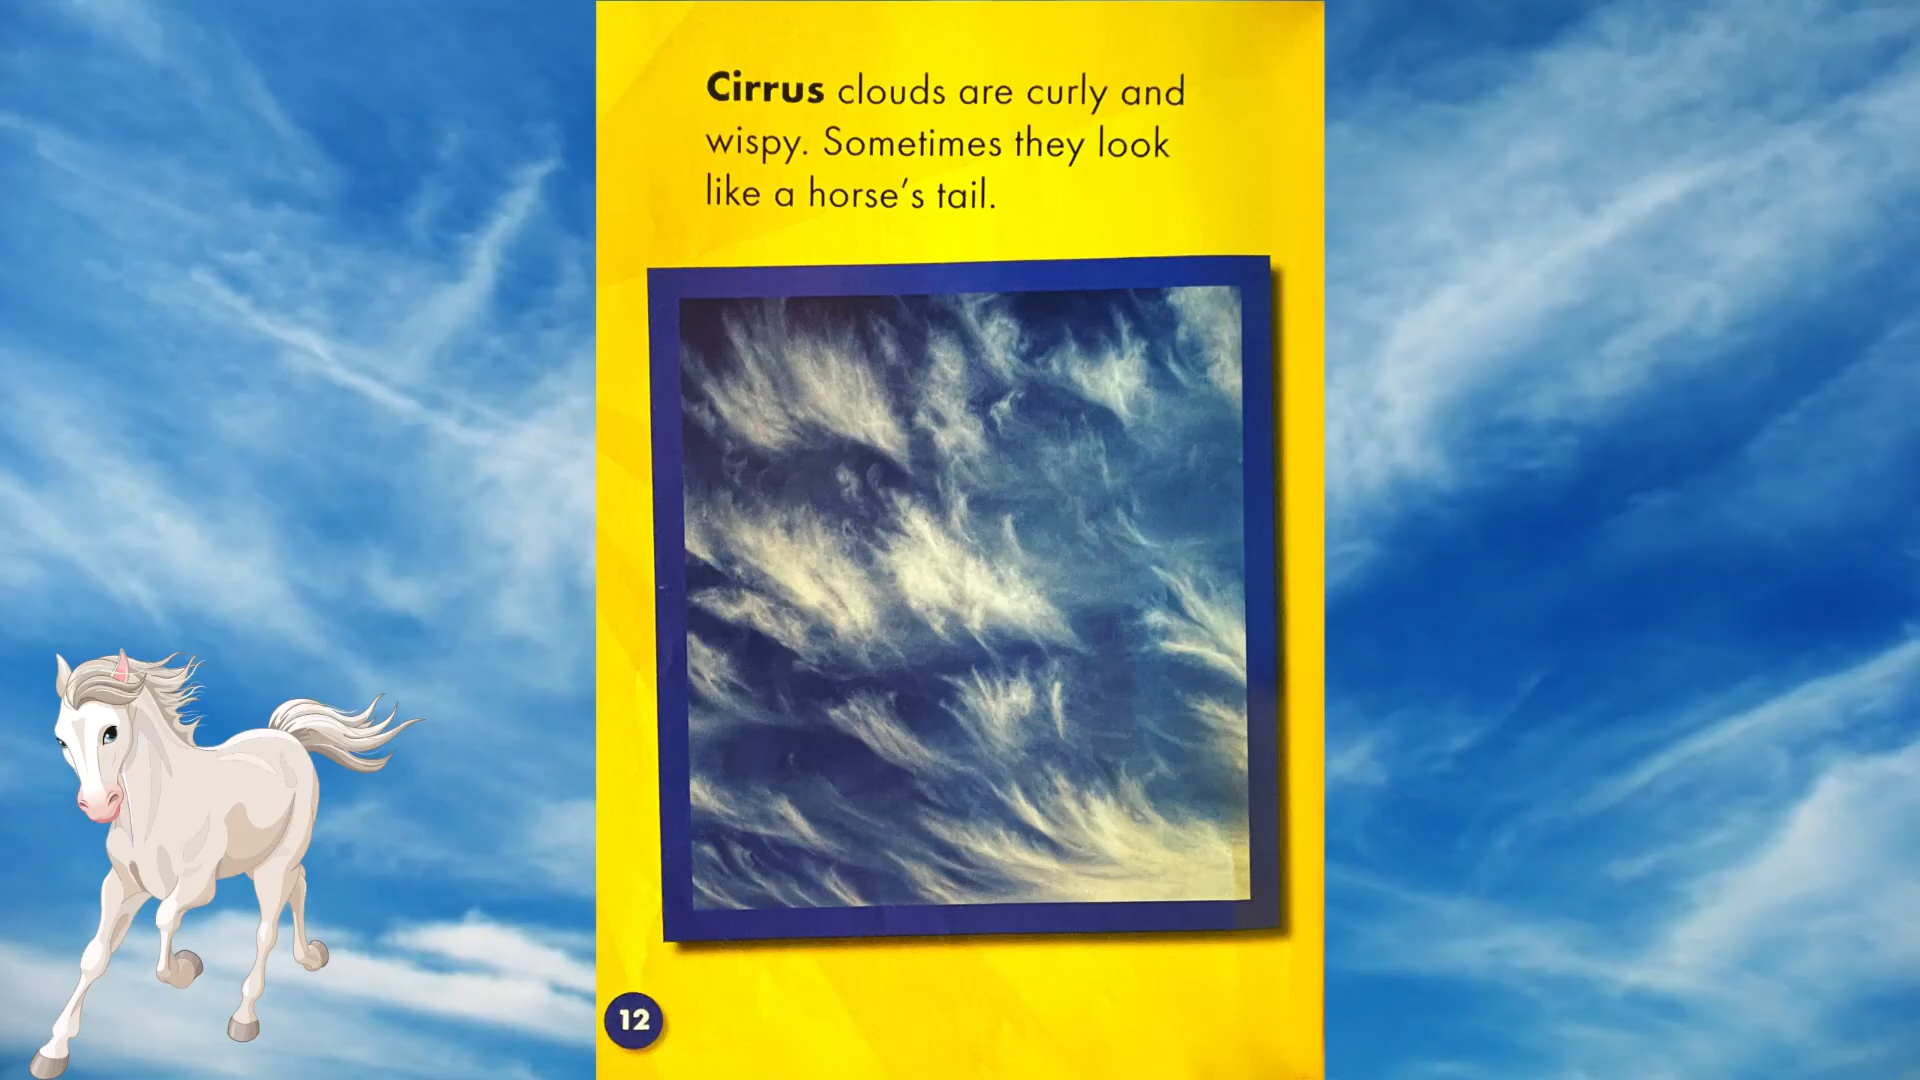 Cirrus clouds are curly and
wispy. Sometimes they look
like a horse’s tail.
12